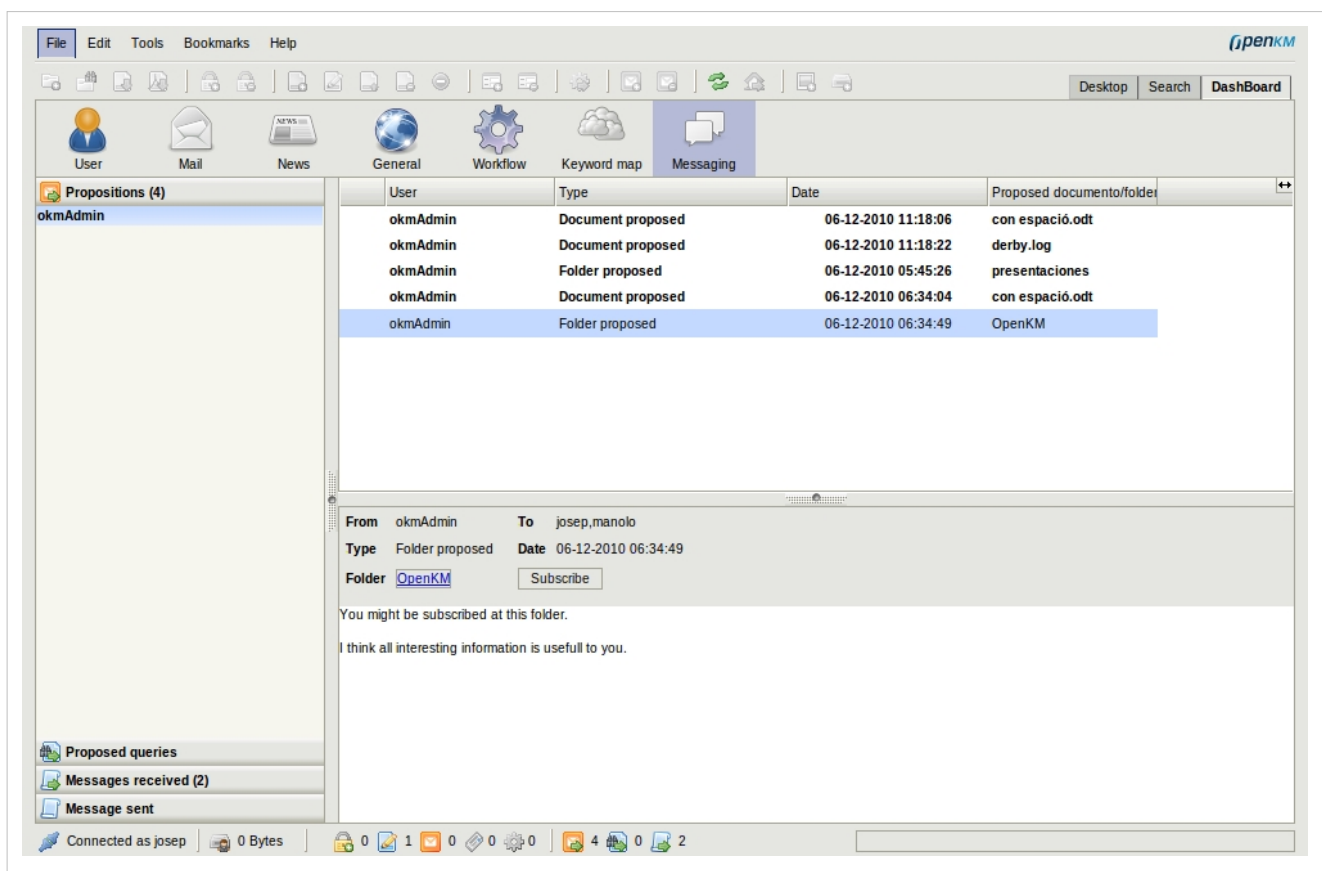 File Edit Tools Bookmarks Help
OpenKM
Desktop Search DashBoard
NEWS
User Mail News General Workflow Keyword map Messaging
Propositions (4)
okmAdmin
User Type Date Proposed documento/folder
okmAdmin Document proposed 06-12-2010 11:18:06 con espació.odt
okmAdmin Document proposed 06-12-2010 11:18:22 derby.log
okmAdmin Folder proposed 06-12-2010 05:45:26 presentaciones
okmAdmin Document proposed 06-12-2010 06:34:04 con espació.odt
okmAdmin Folder proposed 06-12-2010 06:34:49 OpenKM
From okmAdmin To josep,manolo
Type Folder proposed Date 06-12-2010 06:34:49
Folder OpenKM Subscribe
You might be subscribed at this folder.
I think all interesting information is usefull to you.
Proposed queries
Messages received (2)
Message sent
Connected as josep 0 Bytes 0 1 0 0 0 4 0 2